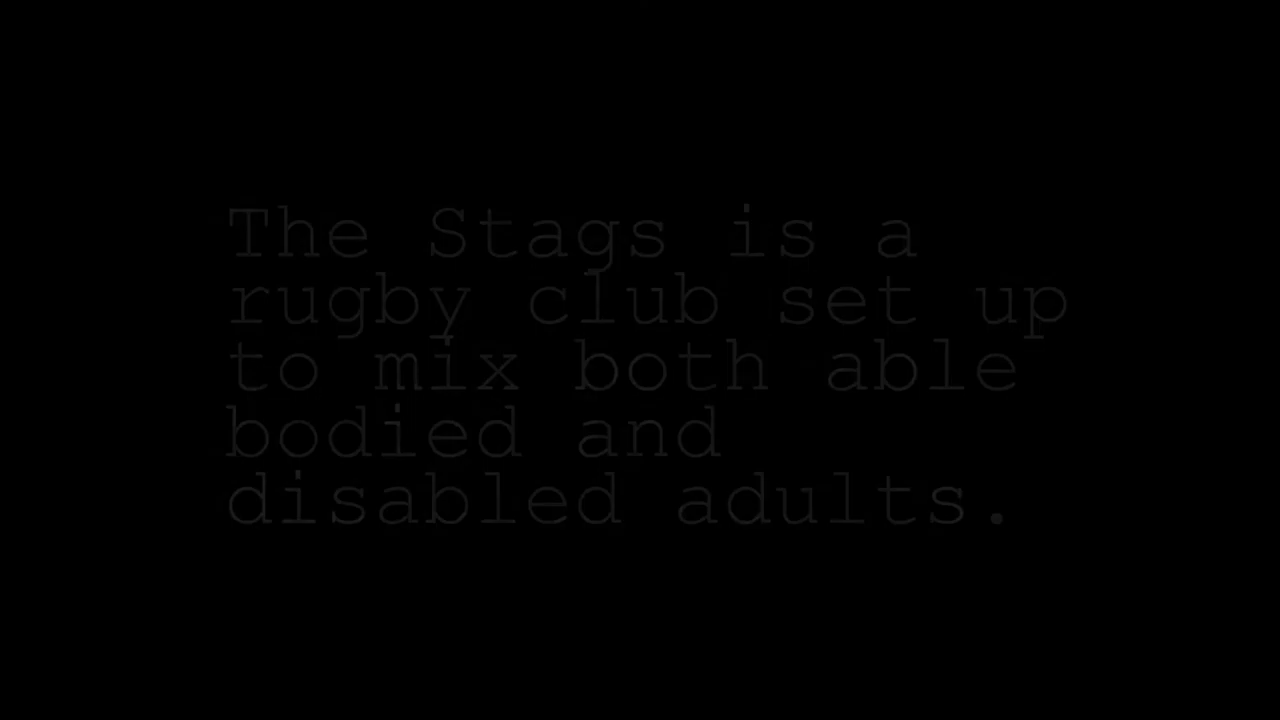 The Stags is a
rugby club set up
to mix both able
bodied and
disabled adults.